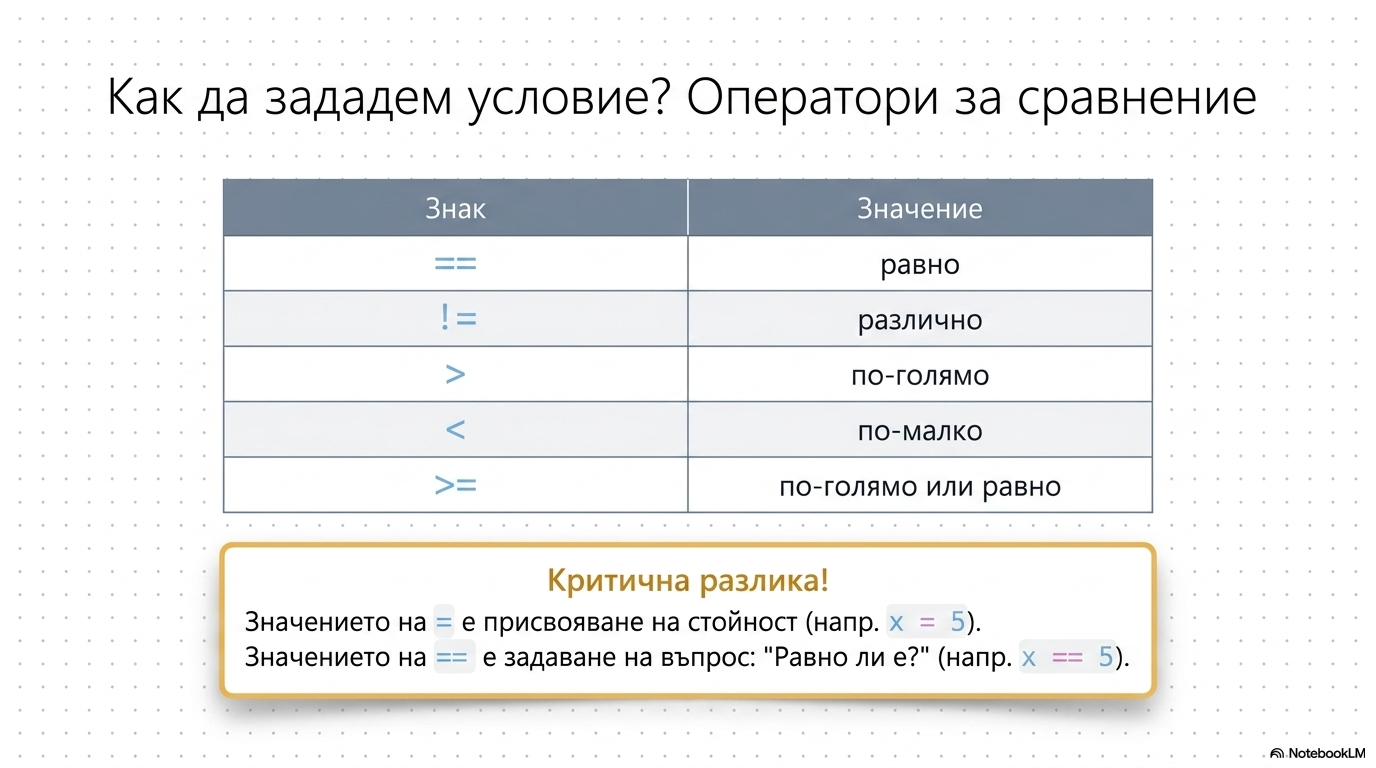 Как да зададем условие? Оператори за сравнение
Знак Значение
== равно
!= различно
> по-голямо
< по-малко
>= по-голямо или равно
Критична разлика!
Значението на = е присвояване на стойност (напр. x = 5).
Значението на == е задаване на въпрос: "Равно ли е?" (напр. x == 5).
NotebookLM